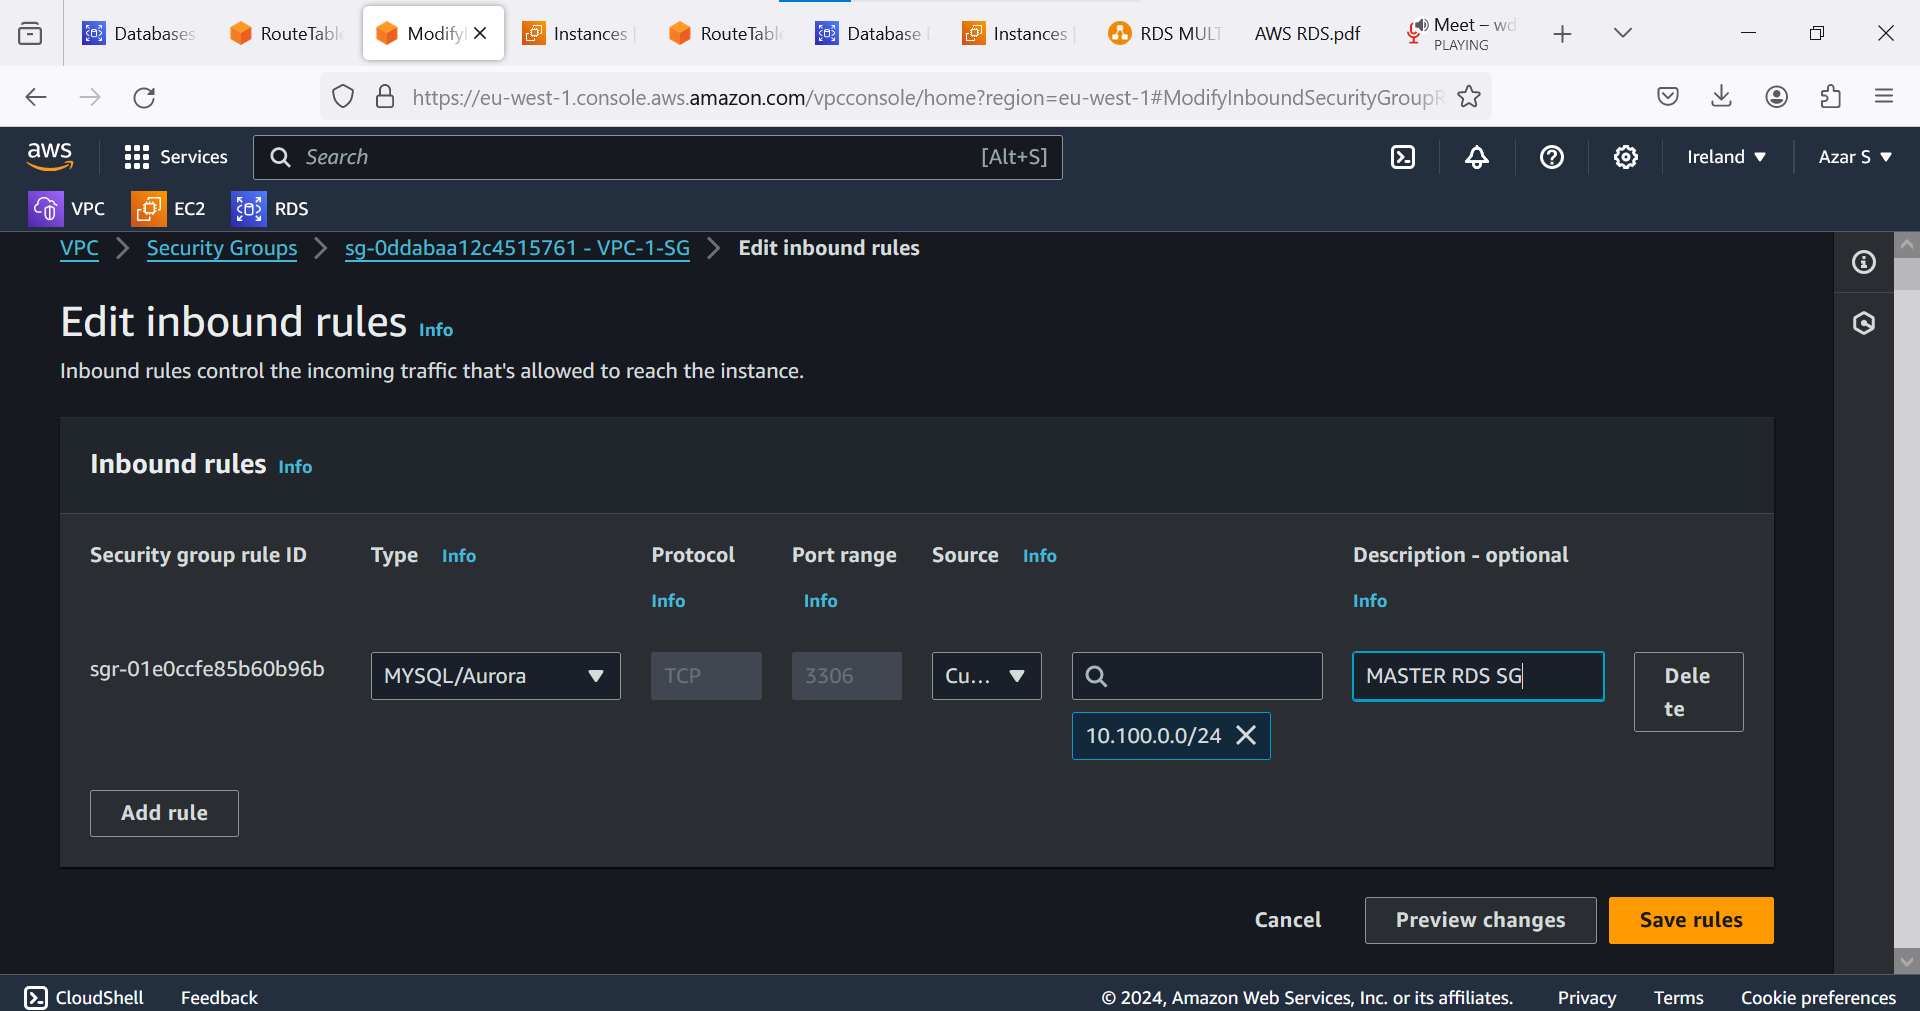 Databases
RouteTable
Modify
Instances
RouteTable
Database
Instances
RDS MULT
AWS RDS.pdf
Meet – wd
PLAYING
https://eu-west-1.console.aws.amazon.com/vpcconsole/home?region=eu-west-1#ModifyInboundSecurityGroupR
aws
Services
Search
[Alt+S]
Ireland
Azar S
VPC
EC2
RDS
VPC
Security Groups
sg-0ddabaa12c4515761 - VPC-1-SG
Edit inbound rules
Edit inbound rules Info
Inbound rules control the incoming traffic that's allowed to reach the instance.
Inbound rules Info
Security group rule ID
Type Info
Protocol
Info
Port range
Info
Source Info
Description - optional
Info
sgr-01e0ccfe85b60b96b
MYSQL/Aurora
TCP
3306
Cu...
10.100.0.0/24
MASTER RDS SG
Dele
te
Add rule
Cancel
Preview changes
Save rules
CloudShell
Feedback
© 2024, Amazon Web Services, Inc. or its affiliates.
Privacy
Terms
Cookie preferences